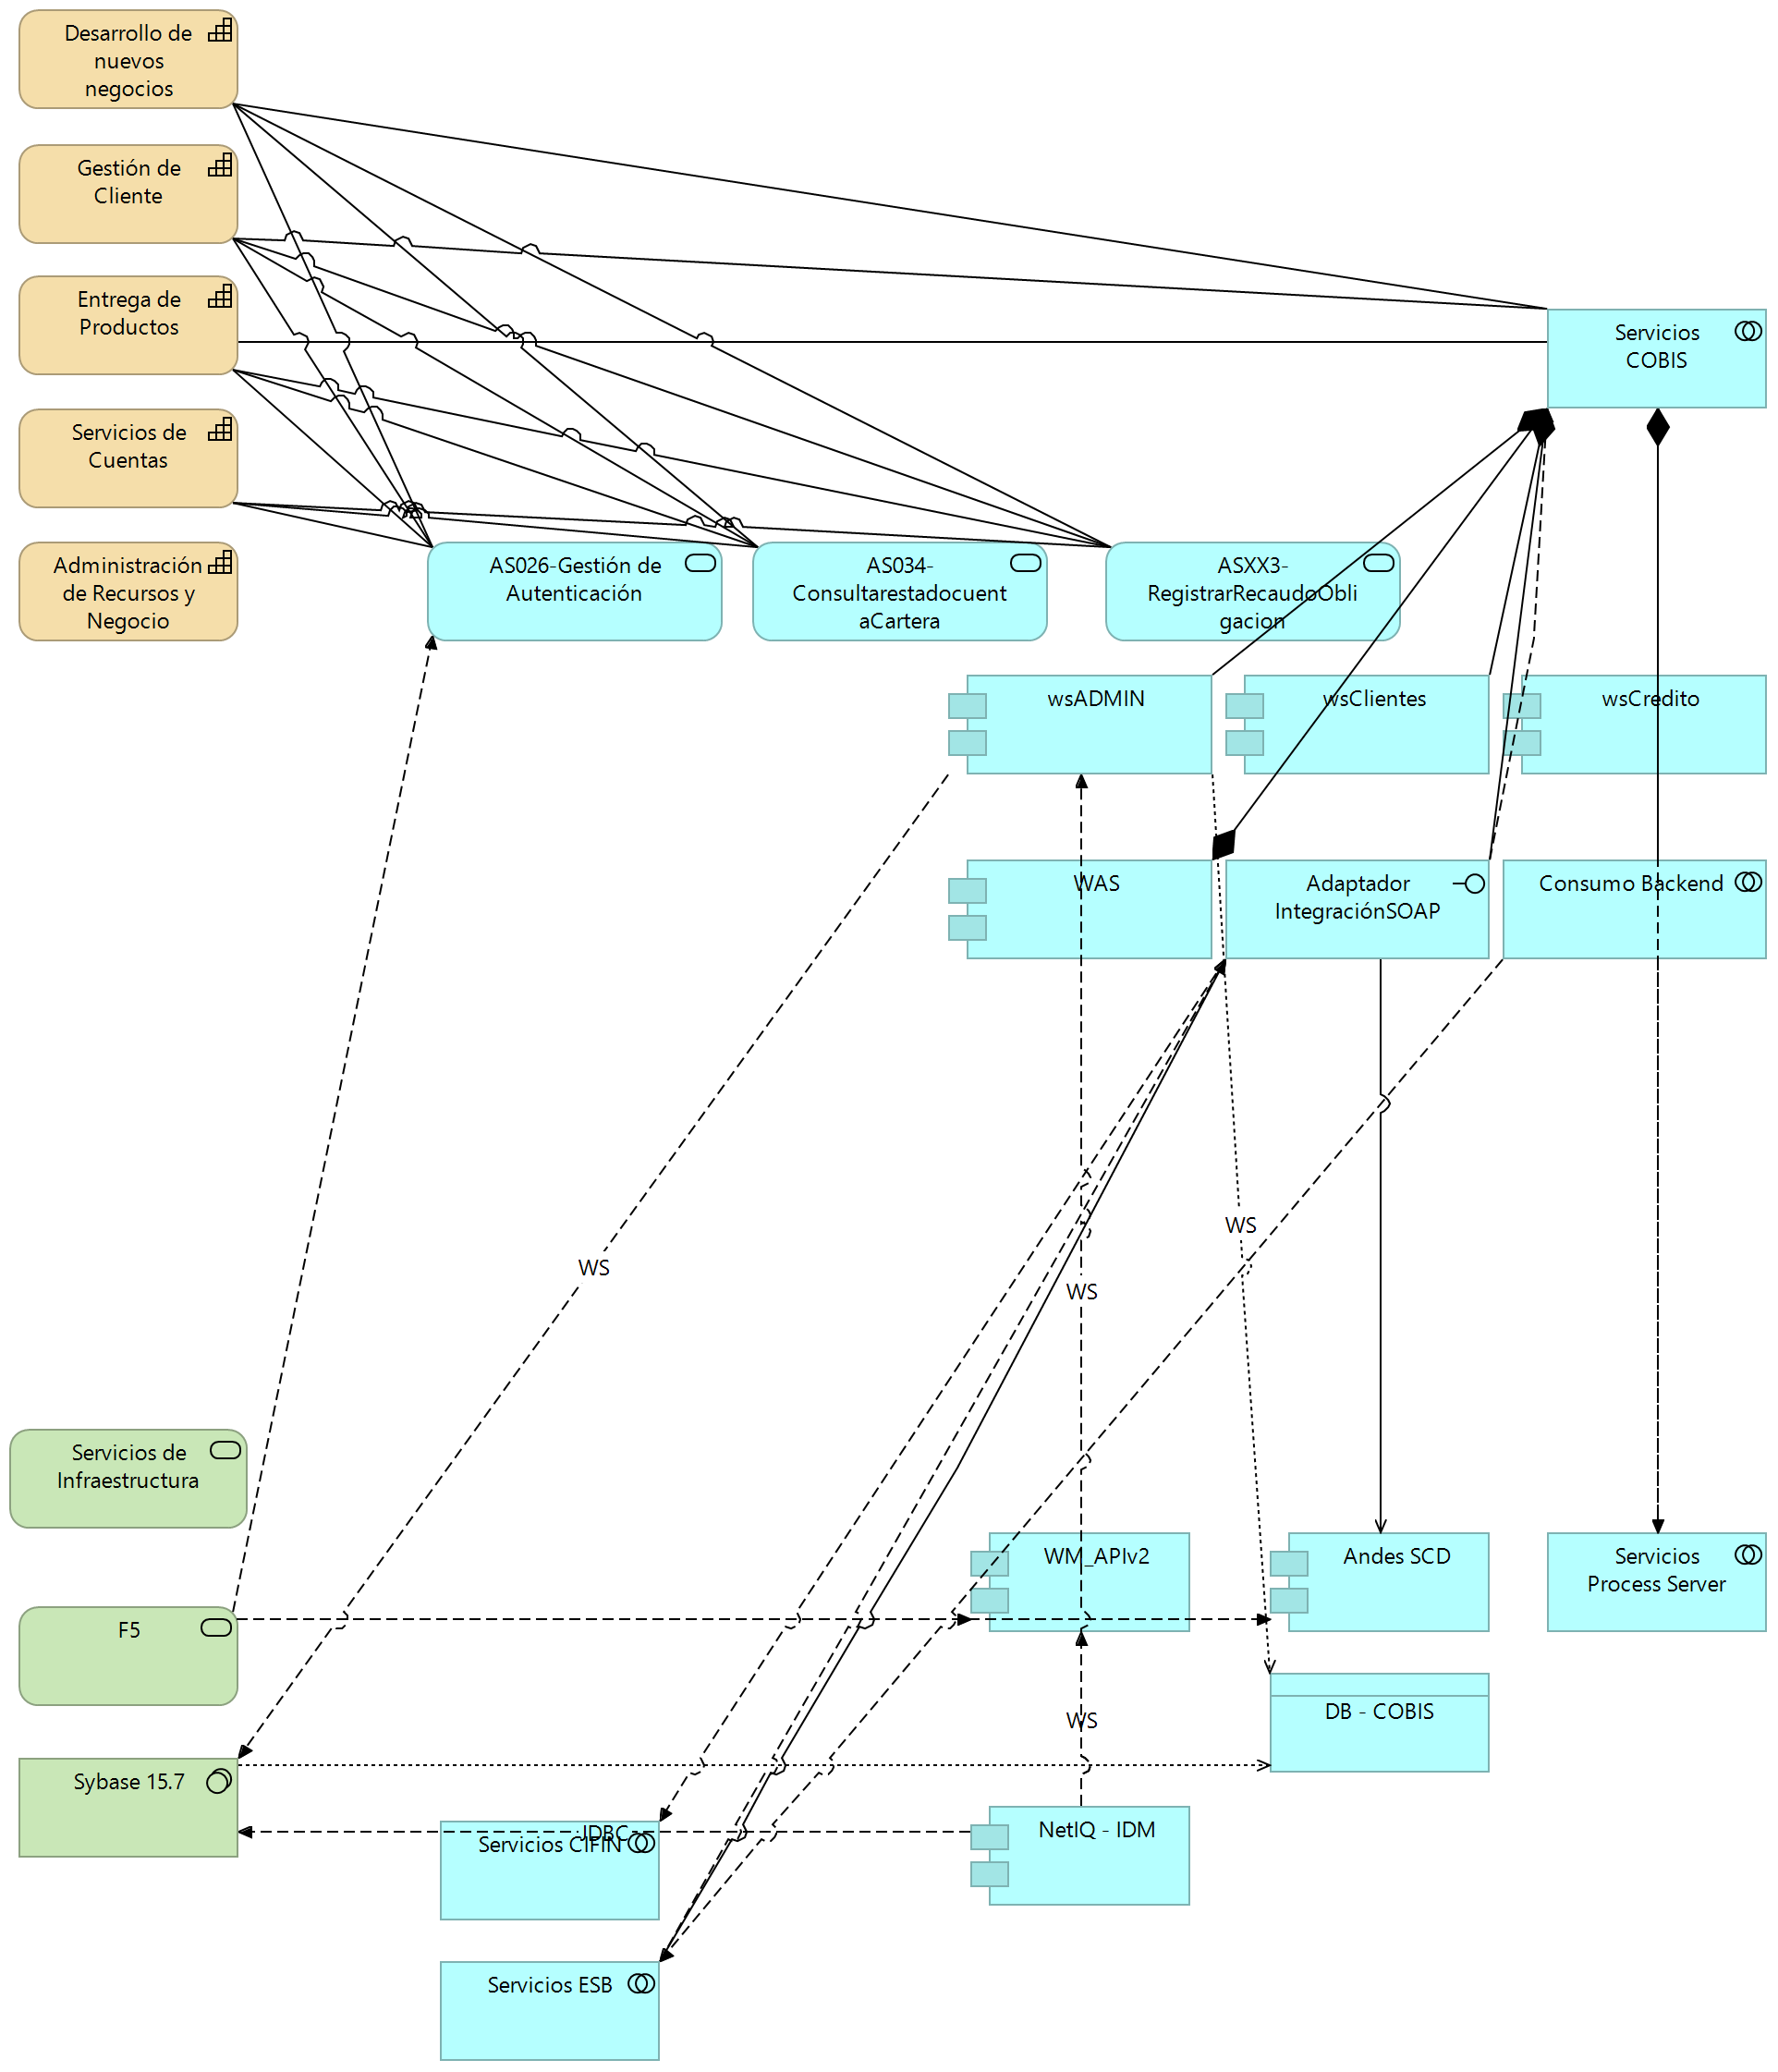 Desarrollo de
nuevos
negocios
Gestión de
Cliente
Entrega de
Productos
Servicios
COBIS
Servicios de
Cuentas
Administración
de Recursos y
Negocio
AS026-Gestión de
Autenticación
AS034-
Consultarestadocuent
aCartera
ASXX3-
RegistrarRecaudoObli
gacion
wsADMIN
wsClientes
wsCredito
WAS
Adaptador
IntegraciónSOAP
Consumo Backend
WS
WS
WS
Servicios de
Infraestructura
WM_APIv2
Andes SCD
Servicios
Process Server
F5
WS
DB - COBIS
Sybase 15.7
JDBC
Servicios CIFIN
NetIQ - IDM
Servicios ESB